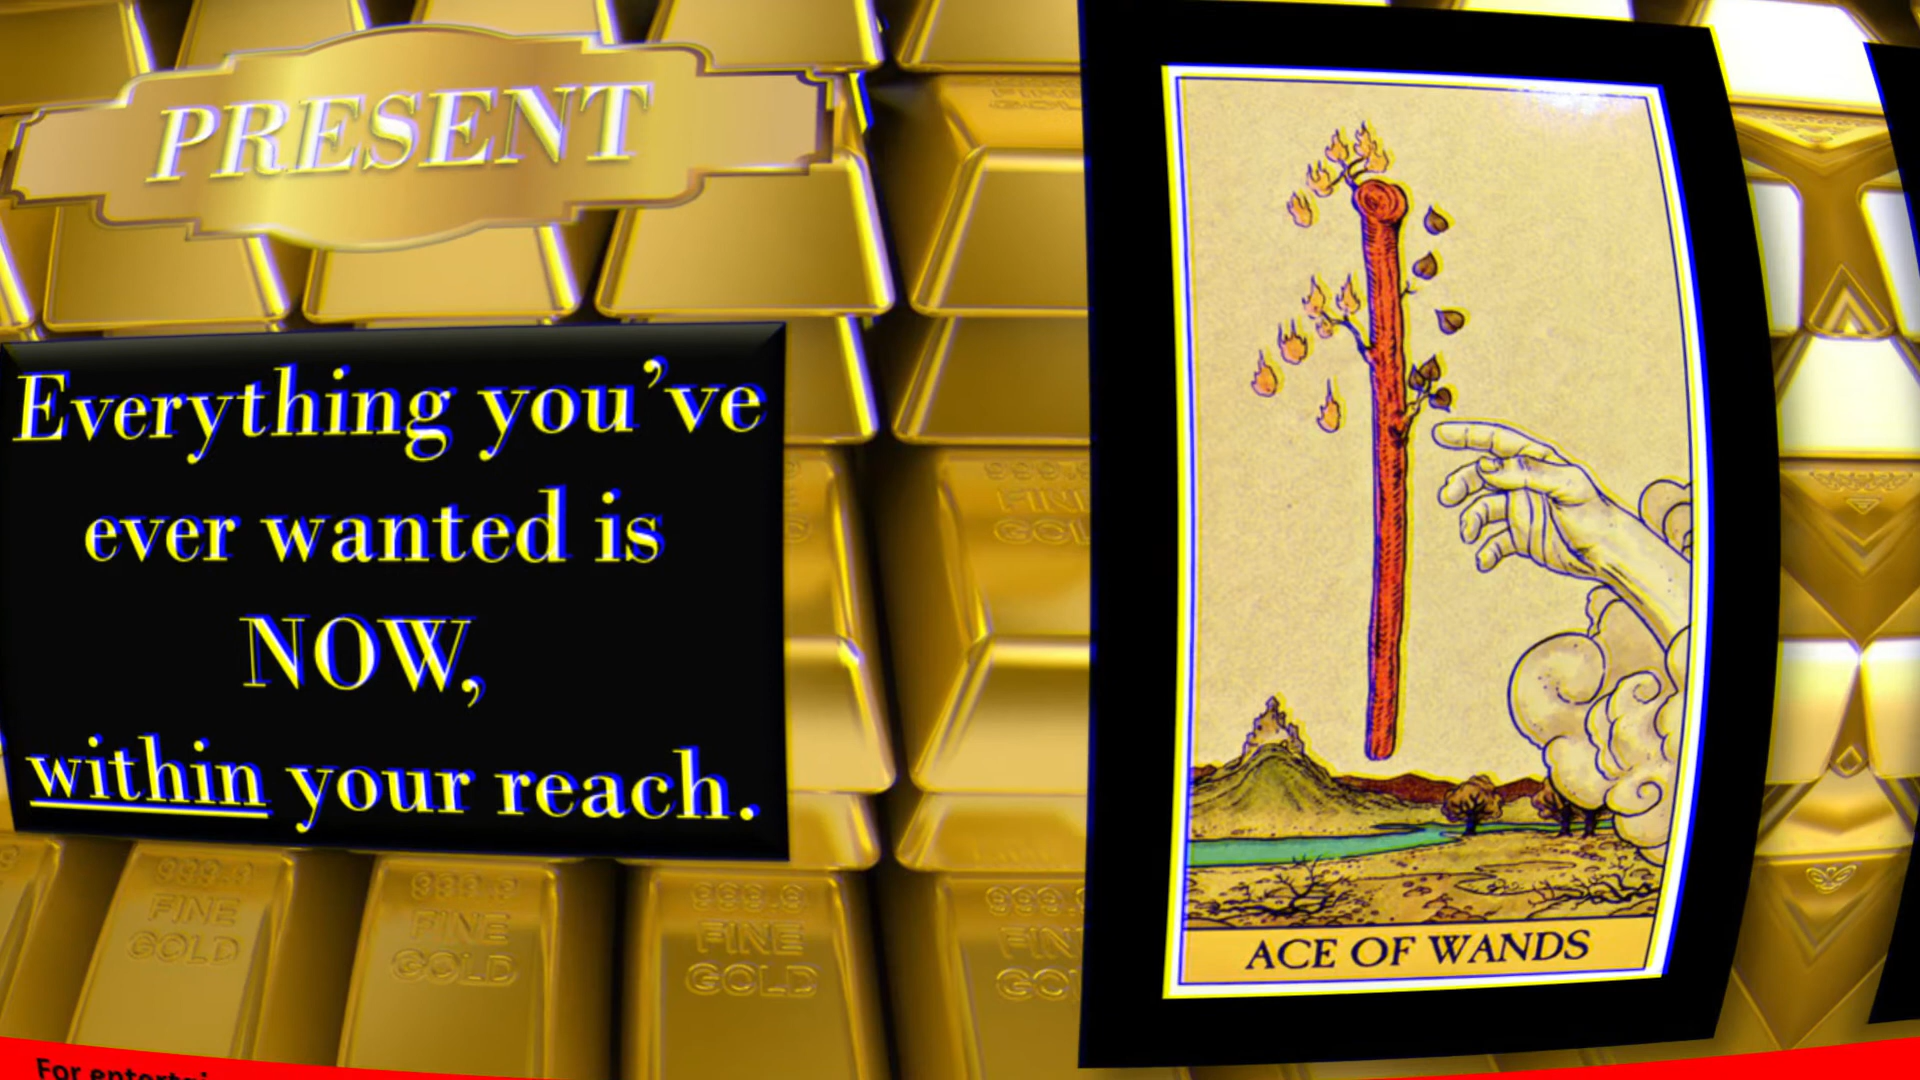 PRESENT
Everything you've
ever wanted is
NOW,
within your reach.
ACE OF WANDS
999.9
FINE
GOLD
999.9
FINE
GOLD
999.9
FINE
GOLD
For